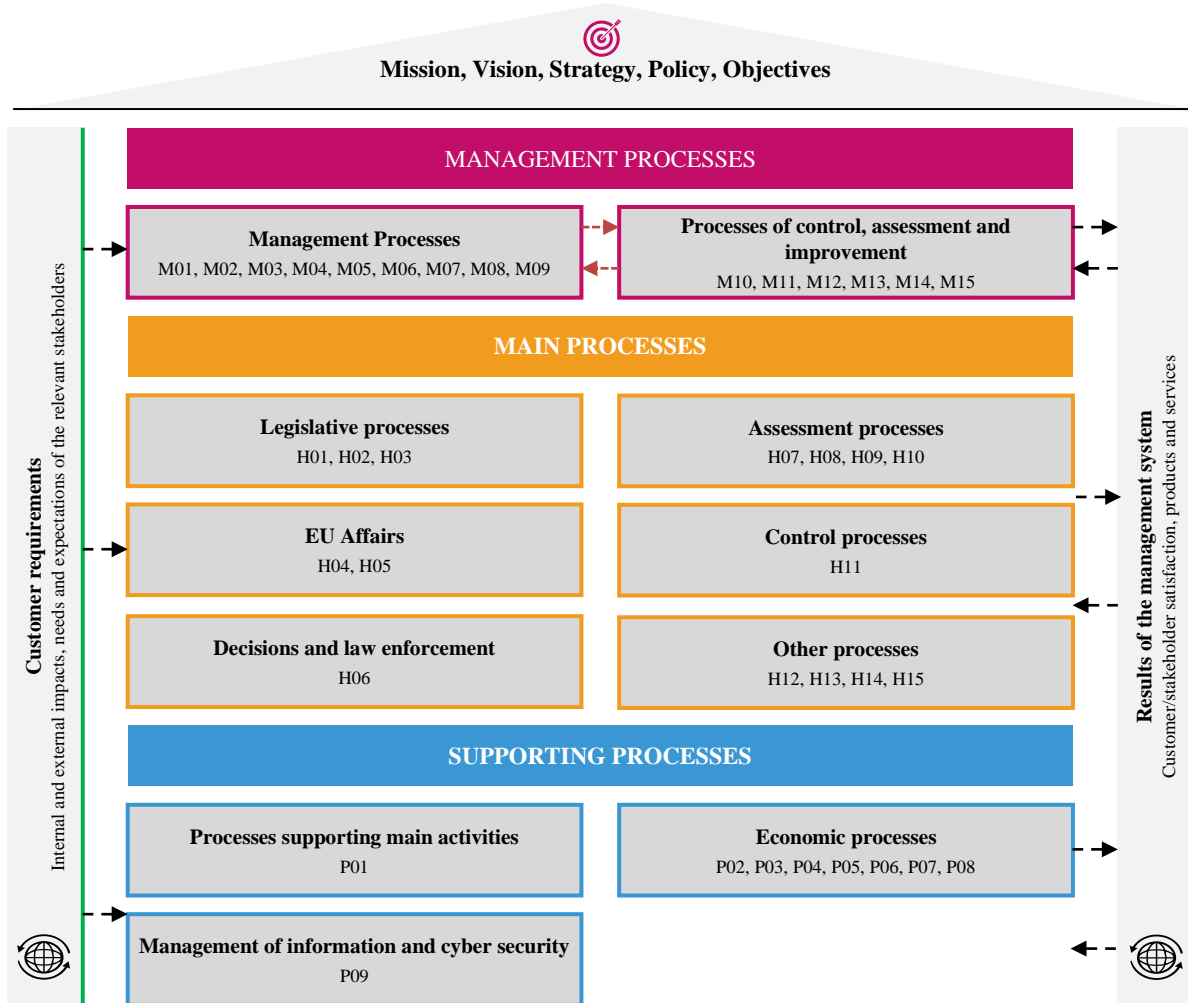 Mission, Vision, Strategy, Policy, Objectives
Customer requirements
Internal and external impacts, needs and expectations of the relevant stakeholders
MANAGEMENT PROCESSES
Management Processes
M01, M02, M03, M04, M05, M06, M07, M08, M09
Processes of control, assessment and
improvement
M10, M11, M12, M13, M14, M15
MAIN PROCESSES
Legislative processes
H01, H02, H03
Assessment processes
H07, H08, H09, H10
EU Affairs
H04, H05
Control processes
H11
Decisions and law enforcement
H06
Other processes
H12, H13, H14, H15
SUPPORTING PROCESSES
Processes supporting main activities
P01
Economic processes
P02, P03, P04, P05, P06, P07, P08
Management of information and cyber security
P09
Results of the management system
Customer/stakeholder satisfaction, products and services